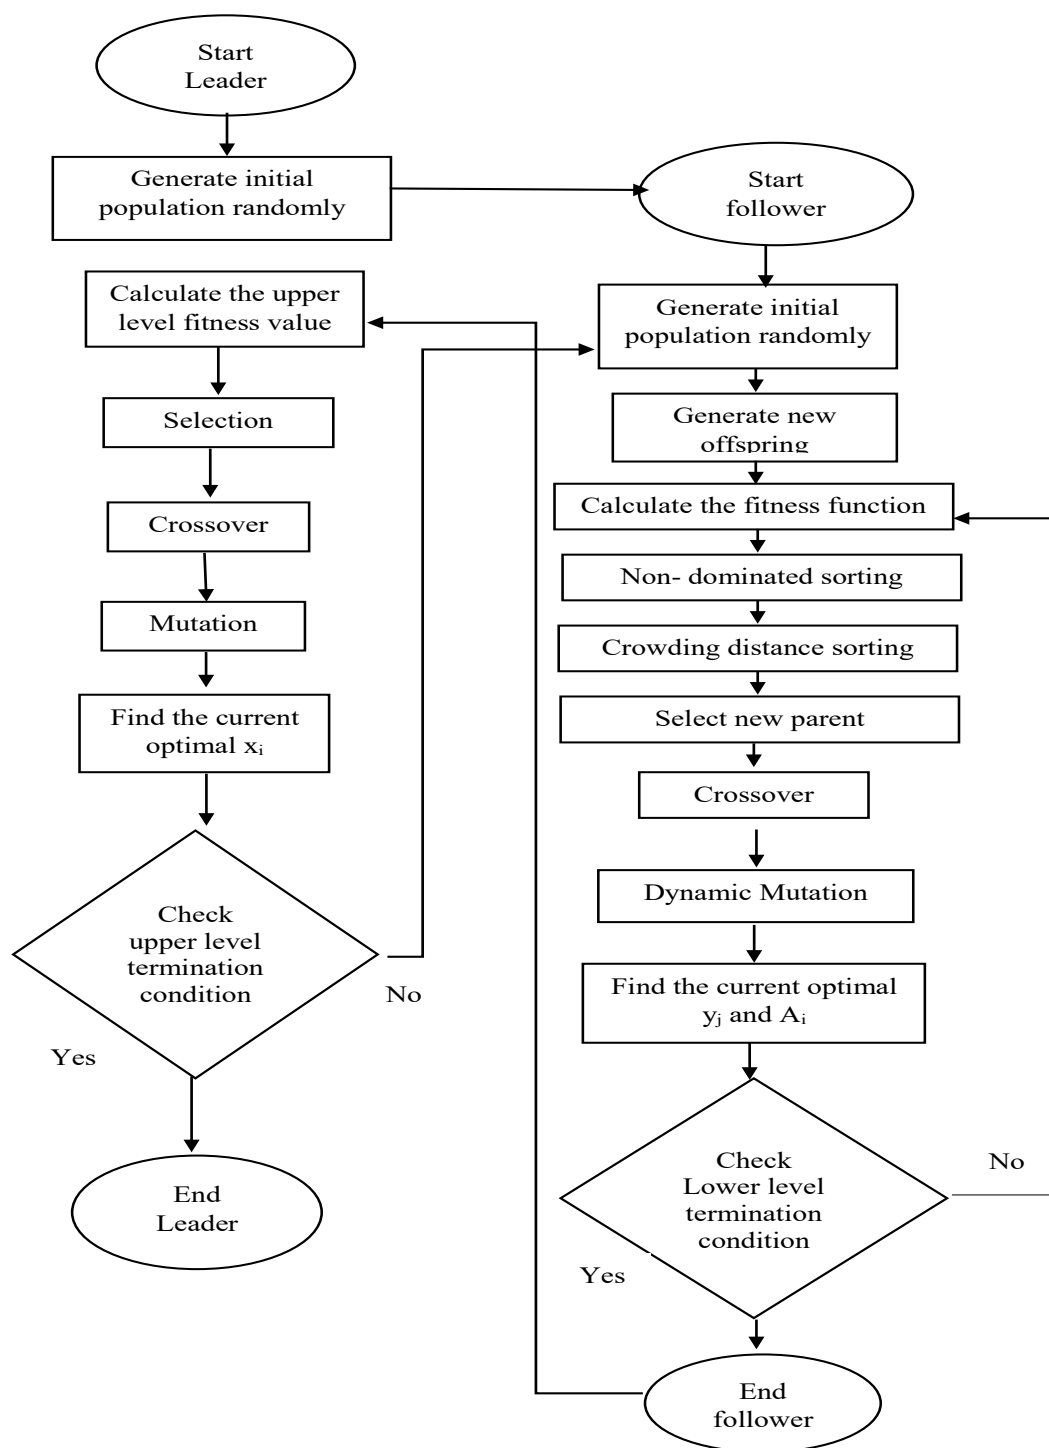 Start
Leader
Generate initial
population randomly
Calculate the upper
level fitness value
Selection
Crossover
Mutation
Find the current
optimal xᵢ
Check
upper level
termination
condition
No
Yes
End
Leader
Start
follower
Generate initial
population randomly
Generate new
offspring
Calculate the fitness function
Non- dominated sorting
Crowding distance sorting
Select new parent
Crossover
Dynamic Mutation
Find the current optimal
yⱼ and Aᵢ
Check
Lower level
termination
condition
No
Yes
End
follower